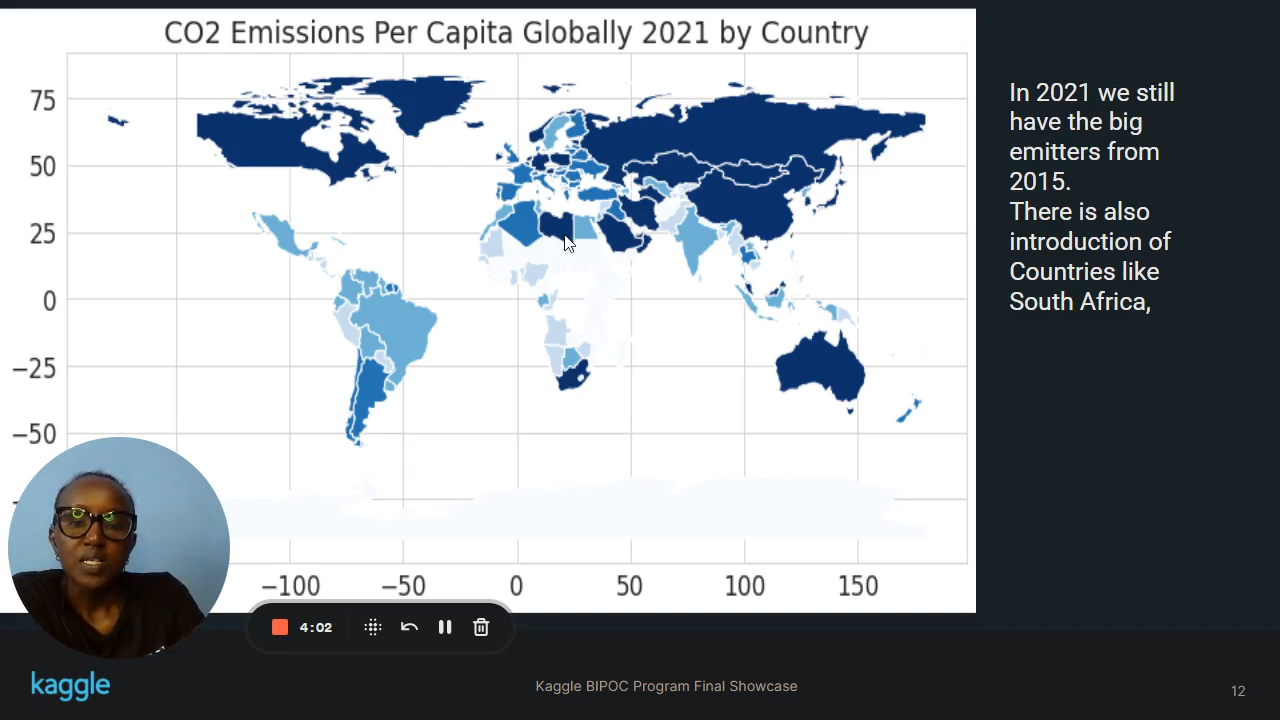 CO2 Emissions Per Capita Globally 2021 by Country
75
50
25
0
−25
−50
−100
−50
0
50
100
150
In 2021 we still
have the big
emitters from
2015.
There is also
introduction of
Countries like
South Africa,
4:02
kaggle
Kaggle BIPOC Program Final Showcase
12